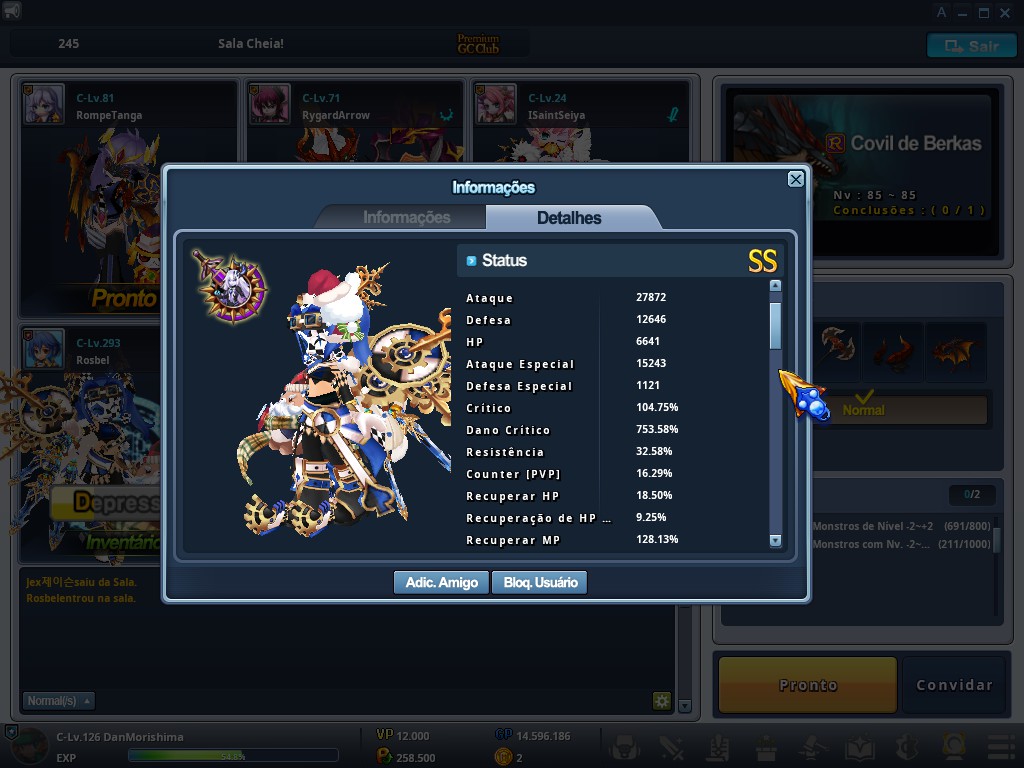 A
245 Sala Cheia! Premium GC Club
Sair
C-Lv.81
RompeTanga
C-Lv.71
RygardArrow
C-Lv.24
ISaintSeiya
R Covil de Berkas
Nv : 85 ~ 85
Conclusões : ( 0 / 1 )
Informações
Informações Detalhes
Status SS
Ataque 27872
Defesa 12646
HP 6641
Ataque Especial 15243
Defesa Especial 1121
Crítico 104.75%
Dano Crítico 753.58%
Resistência 32.58%
Counter [PVP] 16.29%
Recuperar HP 18.50%
Recuperação de HP ... 9.25%
Recuperar MP 128.13%
Adic. Amigo Bloq. Usuário
Pronto
C-Lv.293
Rosbel
Depress
Inventário
Normal
0/2
Monstros de Nível -2~+2 (691/800)
Monstros com Nv. -2~... (211/1000)
Jex제이슨saiu da Sala.
Rosbelentrou na sala.
Normal(/s)
Pronto Convidar
C-Lv.126 DanMorishima
EXP
VP 12.000
GP 14.596.186
258.500
2